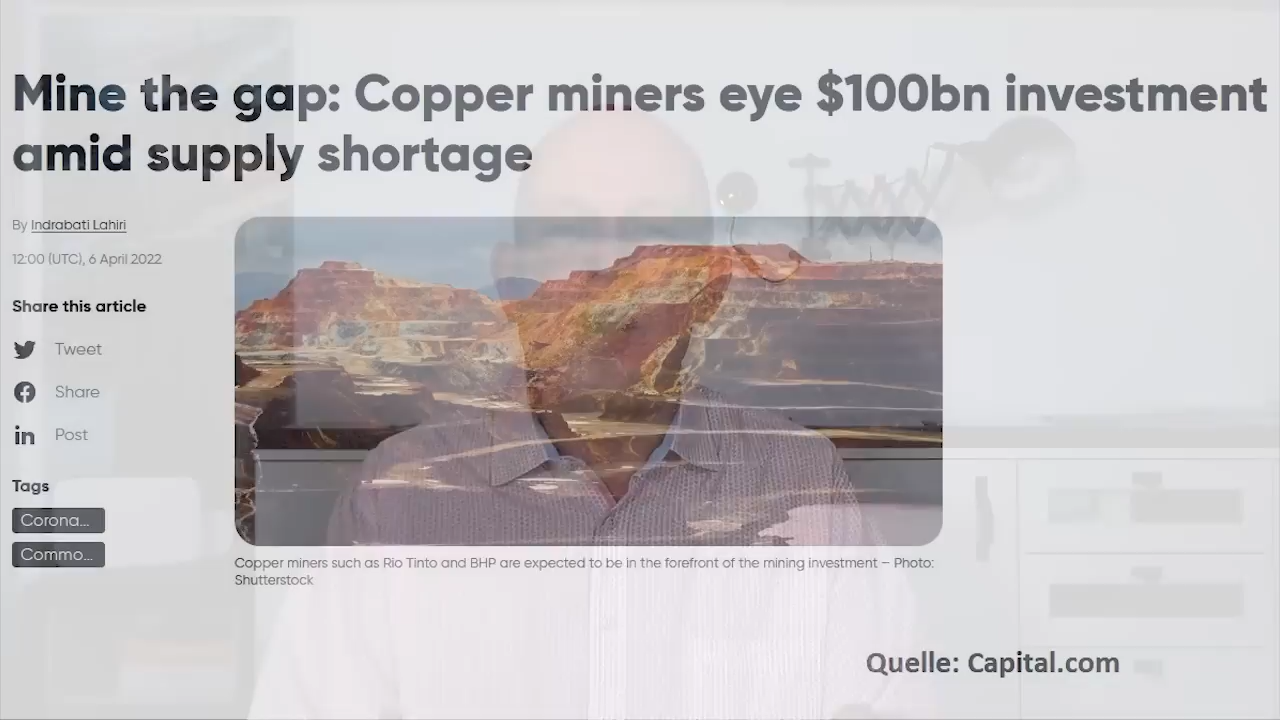 Mine the gap: Copper miners eye $100bn investment
amid supply shortage
By Indrabati Lahiri
12:00 (UTC), 6 April 2022
Share this article
Tweet
Share
in Post
Tags
Corona...
Commo...
Copper miners such as Rio Tinto and BHP are expected to be in the forefront of the mining investment – Photo:
Shutterstock
Quelle: Capital.com